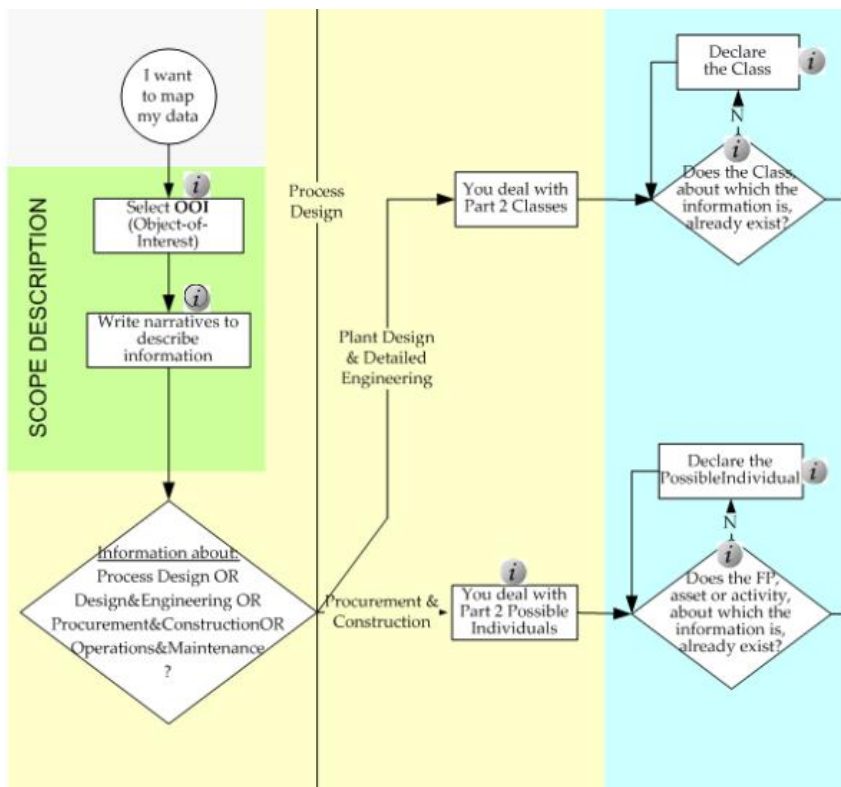 I want
to map
my data
SCOPE DESCRIPTION
i
Select OOI
(Object-of-
Interest)
i
Write narratives to
describe
information
Information about:
Process Design OR
Design&Engineering OR
Procurement&ConstructionOR
Operations&Maintenance
?
Process
Design
Plant Design
& Detailed
Engineering
Procurement &
Construction
You deal with
Part 2 Classes
i
You deal with
Part 2 Possible
Individuals
Declare
the Class
i
N
i
Does the Class,
about which the
information is,
already exist?
Declare the
PossibleIndividual
i
N
i
Does the FP,
asset or activity,
about which the
information is,
already exist?